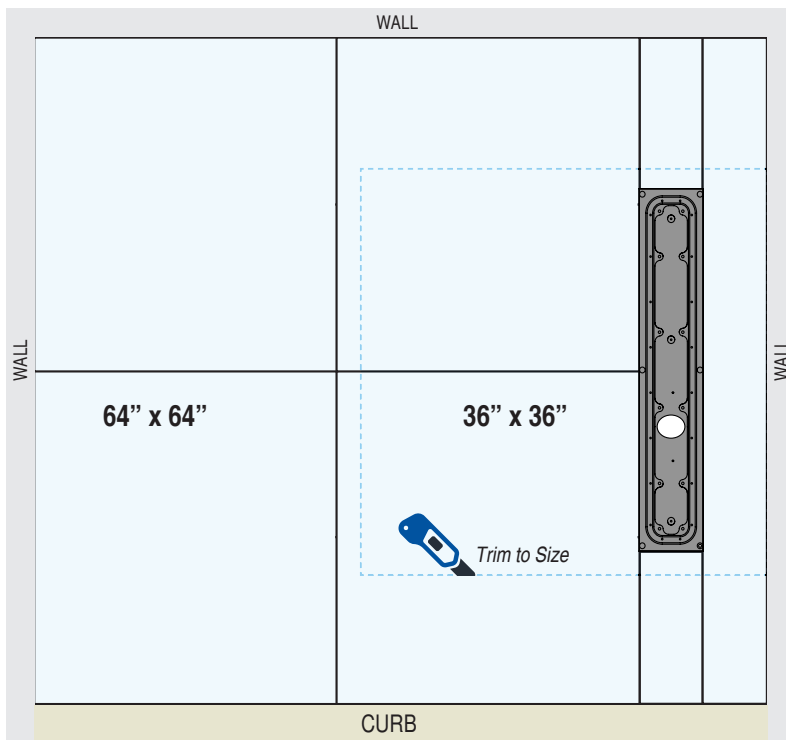 WALL
WALL
WALL
64” x 64”
36” x 36”
Trim to Size
CURB